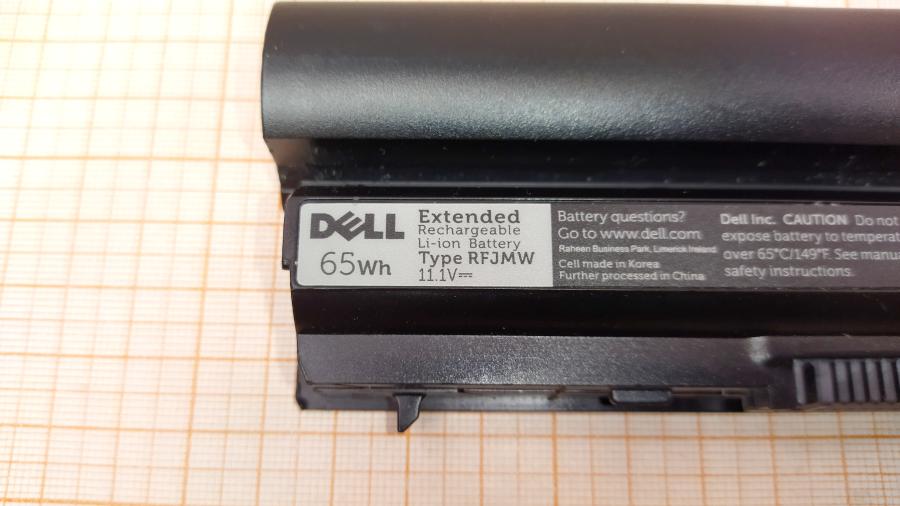 DELL
65Wh
Extended
Rechargeable
Li-ion Battery
Type RFJMW
11.1V⎓
Battery questions?
Go to www.dell.com
Raheen Business Park, Limerick Ireland
Cell made in Korea
Further processed in China
Dell Inc. CAUTION Do not
expose battery to
over 65°C/149°F. See
safety instructions.